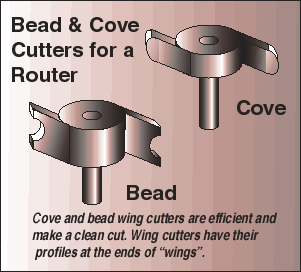 Bead & Cove
Cutters for a
Router
Cove
Bead
Cove and bead wing cutters are efficient and
make a clean cut. Wing cutters have their
profiles at the ends of “wings”.